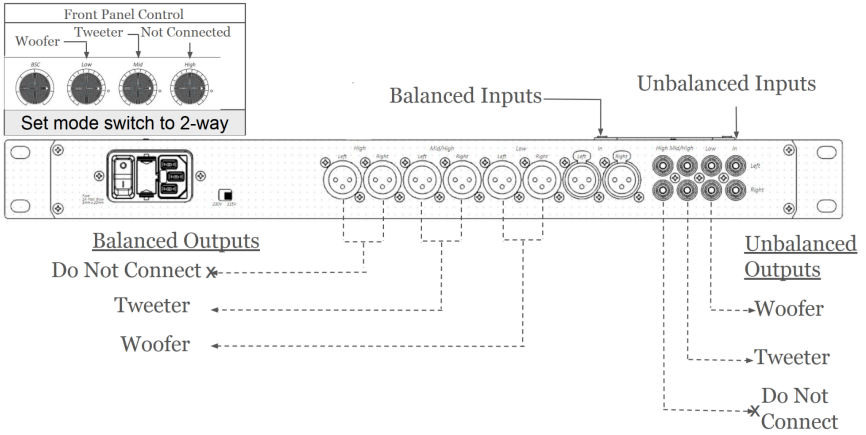 Front Panel Control
Woofer
Tweeter
Not Connected
BSC
Low
Mid
High
Set mode switch to 2-way
Balanced Inputs
Unbalanced Inputs
High
Mid/High
Low
In
Left
Right
Left
Right
Left
Right
Left
Right
High
Mid/High
Low
In
Left
Right
230V
115V
Balanced Outputs
Do Not Connect x
Tweeter
Woofer
Unbalanced
Outputs
Woofer
Tweeter
x Do Not
Connect